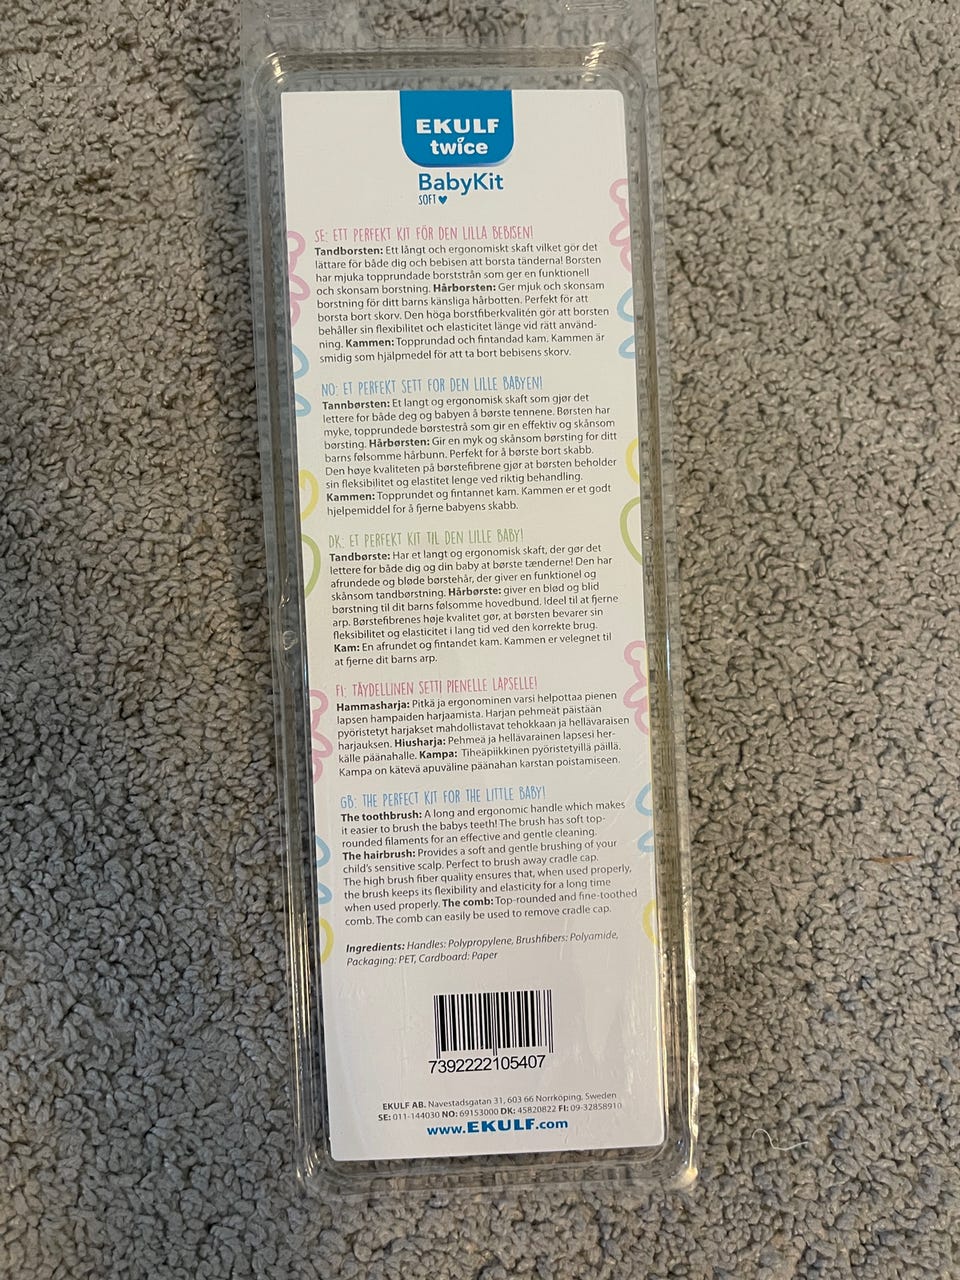 EKULF
twice
BabyKit
SOFT
SE: ETT PERFEKT KIT FÖR DEN LILLA BEBISEN!
Tandborsten: Ett långt och ergonomiskt skaft vilket gör det
lättare för både dig och bebisen att borsta tänderna! Borsten
har mjuka topprundade borststrån som ger en funktionell
och skonsam borstning. Hårborsten: Ger mjuk och skonsam
borstning för ditt barns känsliga hårbotten. Perfekt för att
borsta bort skorv. Den höga borstfiberkvalitén gör att borsten
behåller sin flexibilitet och elasticitet länge vid rätt använd-
ning. Kammen: Topprundad och fintandad kam. Kammen är
smidig som hjälpmedel för att ta bort bebisens skorv.
NO: ET PERFEKT SETT FOR DEN LILLE BABYEN!
Tannbørsten: Et langt og ergonomisk skaft som gjør det
lettere for både deg og babyen å børste tennene. Børsten har
myke, topprundede børstestrå som gir en effektiv og skånsom
børsting. Hårbørsten: Gir en myk og skånsom børsting for ditt
barns følsomme hårbunn. Perfekt for å børste bort skabb.
Den høye kvaliteten på børstefibrene gjør at børsten beholder
sin fleksibilitet og elastitet lenge ved riktig behandling.
Kammen: Topprundet og fintannet kam. Kammen er et godt
hjelpemiddel for å fjerne babyens skabb.
DK: ET PERFEKT KIT TIL DEN LILLE BABY!
Tandbørste: Har et langt og ergonomisk skaft, der gør det
lettere for både dig og din baby at børste tænderne! Den har
afrundede og bløde børstehår, der giver en funktionel og
skånsom tandbørstning. Hårbørste: giver en blød og blid
børstning til dit barns følsomme hovedbund. Ideel til at fjerne
arp. Børstefibrenes høje kvalitet gør, at børsten bevarer sin
fleksibilitet og elasticitet i lang tid ved den korrekte brug.
Kam: En afrundet og fintandet kam. Kammen er velegnet til
at fjerne dit barns arp.
FI: TÄYDELLINEN SETTI PIENELLE LAPSELLE!
Hammasharja: Pitkä ja ergonominen varsi helpottaa pienen
lapsen hampaiden harjaamista. Harjan pehmeät päistään
pyöristetyt harjakset mahdollistavat tehokkaan ja hellävaraisen
harjauksen. Hiusharja: Pehmeä ja hellävarainen lapsesi her-
källe päänahalle. Kampa: Tiheäpiikkinen pyöristetyillä päillä.
Kampa on kätevä apuväline päänahan karstan poistamiseen.
GB: THE PERFECT KIT FOR THE LITTLE BABY!
The toothbrush: A long and ergonomic handle which makes
it easier to brush the babys teeth! The brush has soft top-
rounded filaments for an effective and gentle cleaning.
The hairbrush: Provides a soft and gentle brushing of your
child's sensitive scalp. Perfect to brush away cradle cap.
The high brush fiber quality ensures that, when used properly,
the brush keeps its flexibility and elasticity for a long time
when used properly. The comb: Top-rounded and fine-toothed
comb. The comb can easily be used to remove cradle cap.
Ingredients: Handles: Polypropylene, Brushfibers: Polyamide,
Packaging: PET, Cardboard: Paper
7392222105407
EKULF AB. Navestadsgatan 31, 603 66 Norrköping, Sweden
SE: 011-144030 NO: 69153000 DK: 45820822 FI: 09-32858910
www.EKULF.com